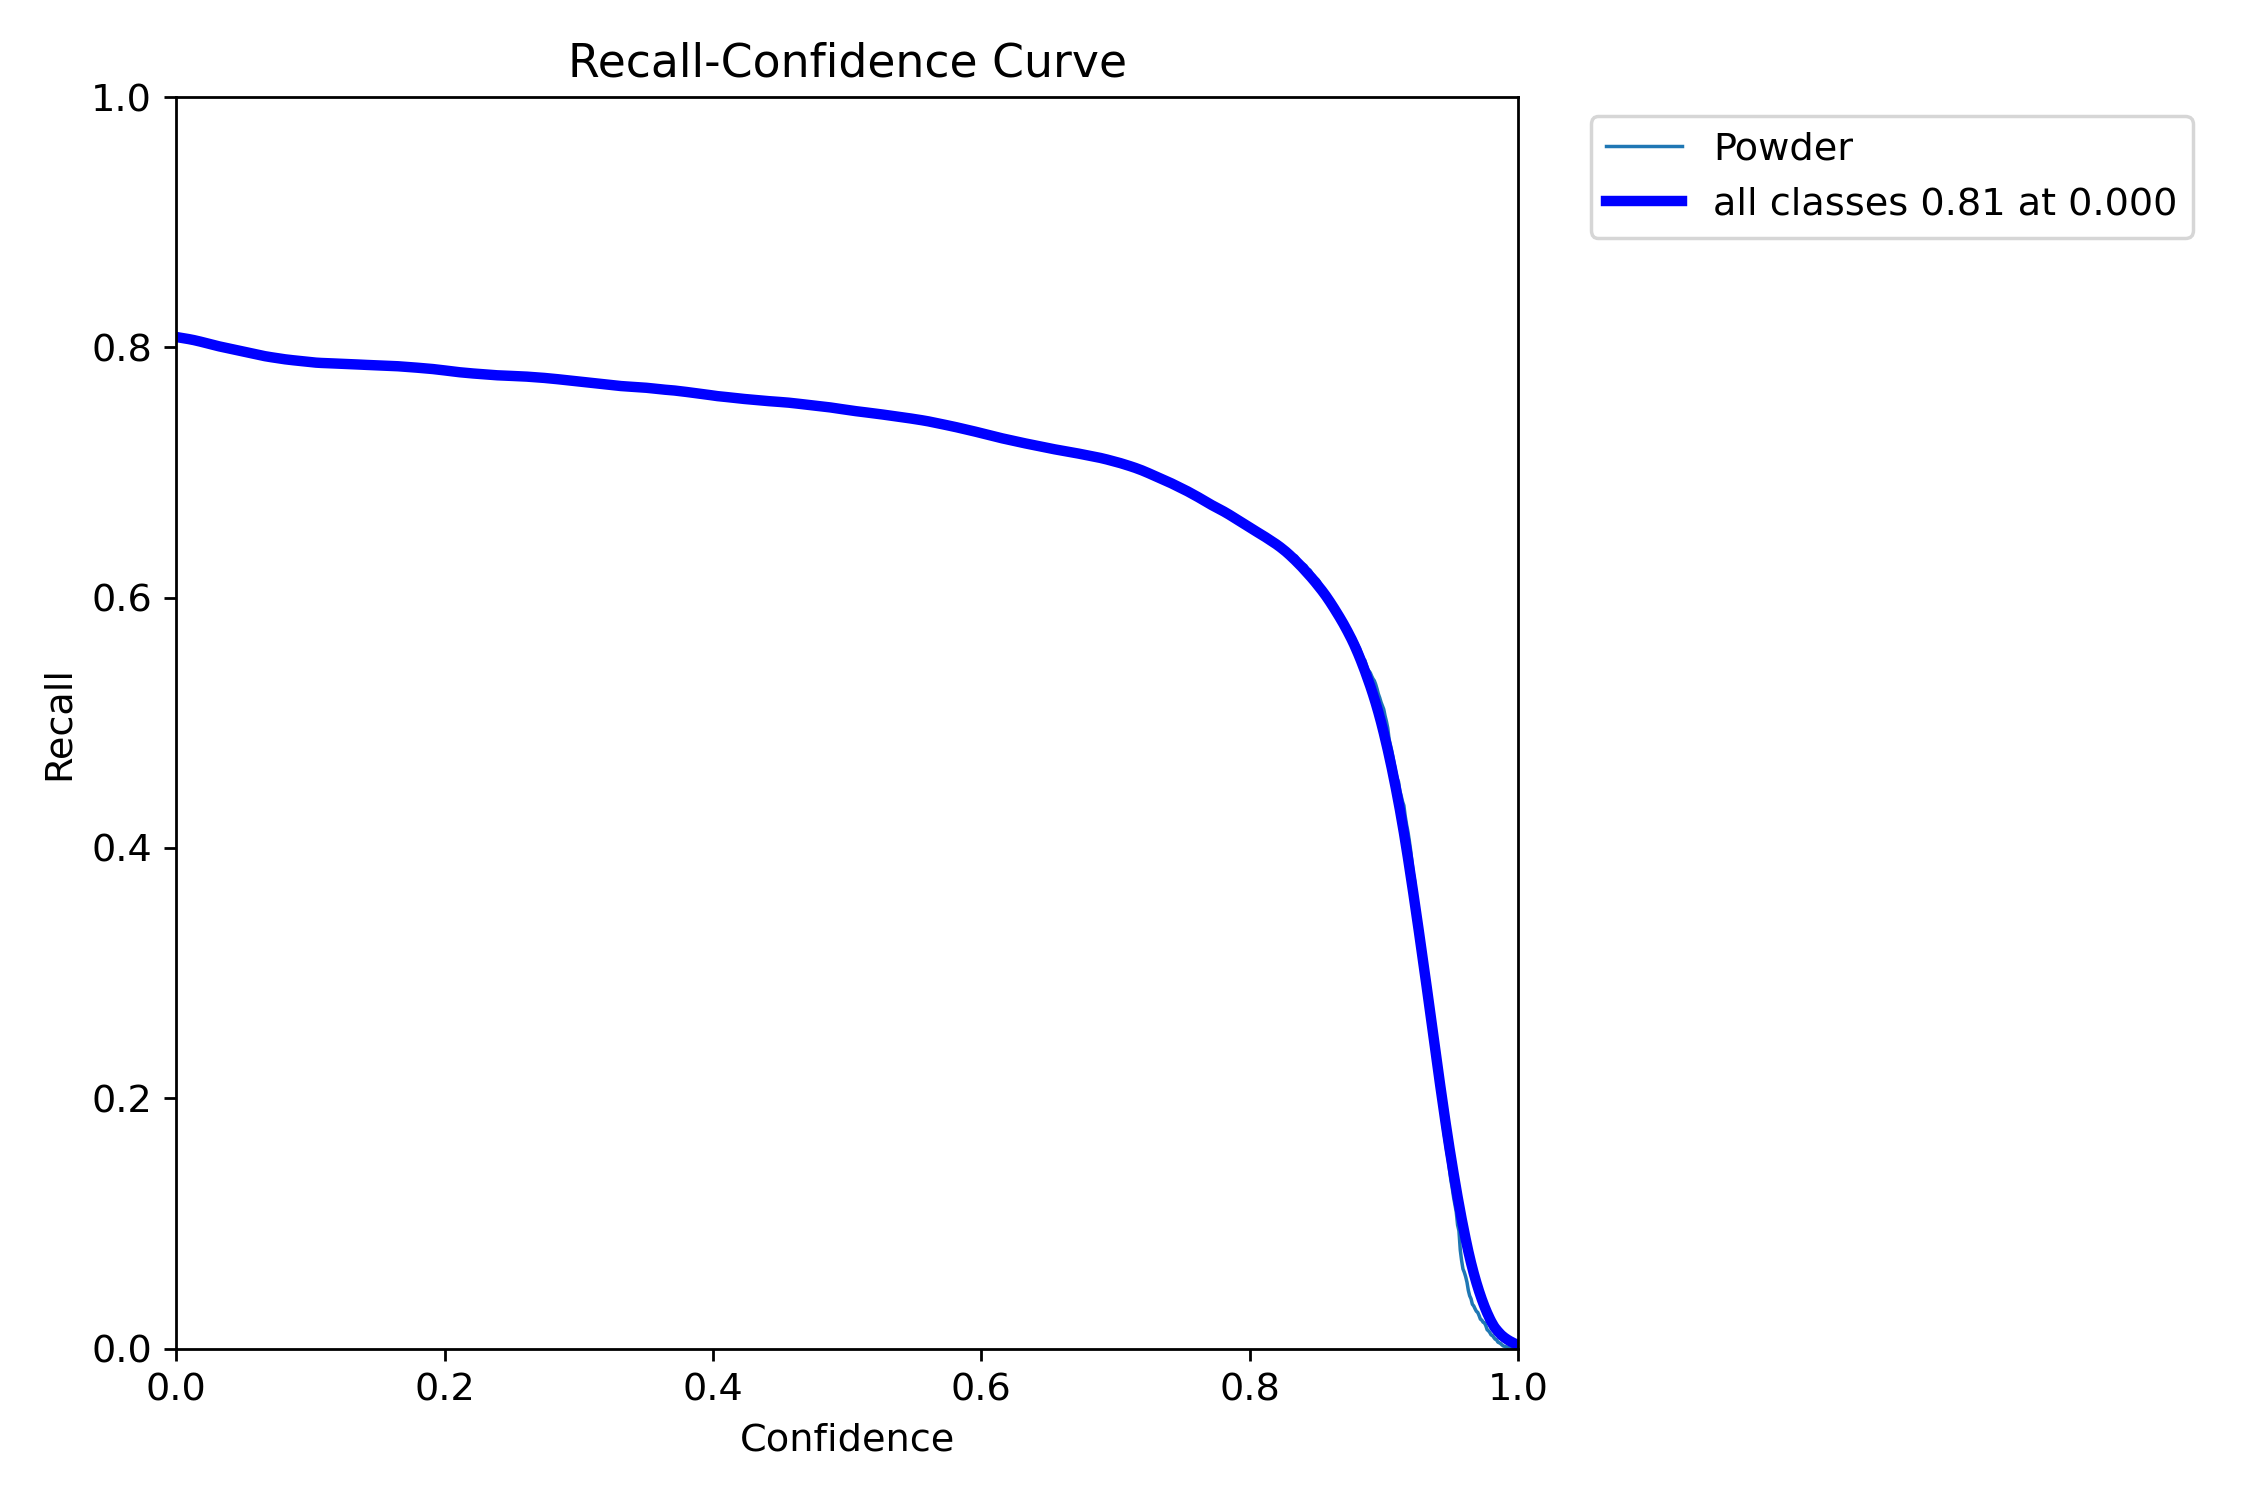 Recall-Confidence Curve
1.0
0.8
0.6
0.4
0.2
0.0
Recall
0.0 0.2 0.4 0.6 0.8 1.0
Confidence
Powder
all classes 0.81 at 0.000